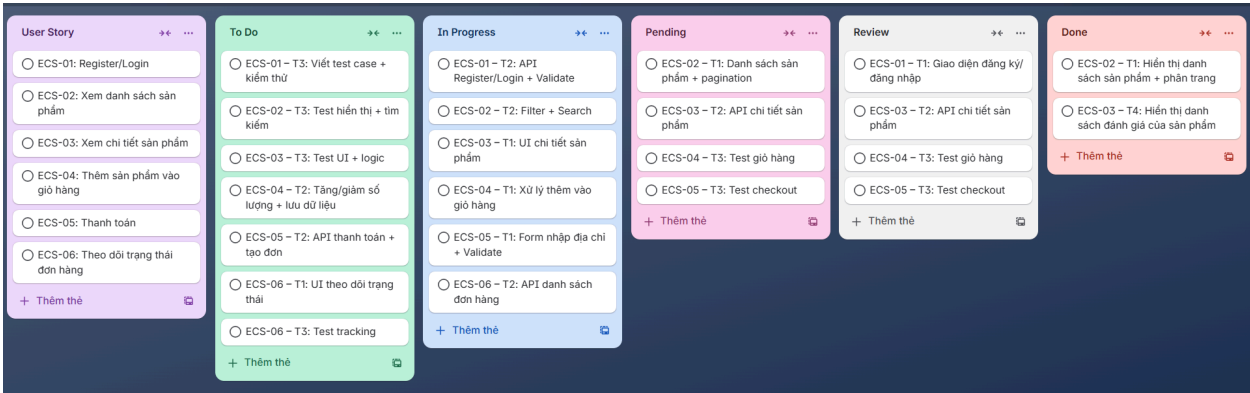 User Story
ECS-01: Register/Login
ECS-02: Xem danh sách sản
phẩm
ECS-03: Xem chi tiết sản phẩm
ECS-04: Thêm sản phẩm vào
giỏ hàng
ECS-05: Thanh toán
ECS-06: Theo dõi trạng thái
đơn hàng
Thêm thẻ
To Do
ECS-01 – T3: Viết test case +
kiểm thử
ECS-02 – T3: Test hiển thị + tìm
kiếm
ECS-03 – T3: Test UI + logic
ECS-04 – T2: Tăng/giảm số
lượng + lưu dữ liệu
ECS-05 – T2: API thanh toán +
tạo đơn
ECS-06 – T1: UI theo dõi trạng
thái
ECS-06 – T3: Test tracking
Thêm thẻ
In Progress
ECS-01 – T2: API
Register/Login + Validate
ECS-02 – T2: Filter + Search
ECS-03 – T1: UI chi tiết sản
phẩm
ECS-04 – T1: Xử lý thêm vào
giỏ hàng
ECS-05 – T1: Form nhập địa chỉ
+ Validate
ECS-06 – T2: API danh sách
đơn hàng
Thêm thẻ
Pending
ECS-02 – T1: Danh sách sản
phẩm + pagination
ECS-03 – T2: API chi tiết sản
phẩm
ECS-04 – T3: Test giỏ hàng
ECS-05 – T3: Test checkout
Thêm thẻ
Review
ECS-01 – T1: Giao diện đăng ký/
đăng nhập
ECS-03 – T2: API chi tiết sản
phẩm
ECS-04 – T3: Test giỏ hàng
ECS-05 – T3: Test checkout
Thêm thẻ
Done
ECS-02 – T1: Hiển thị danh
sách sản phẩm + phân trang
ECS-03 – T4: Hiển thị danh
sách đánh giá của sản phẩm
Thêm thẻ